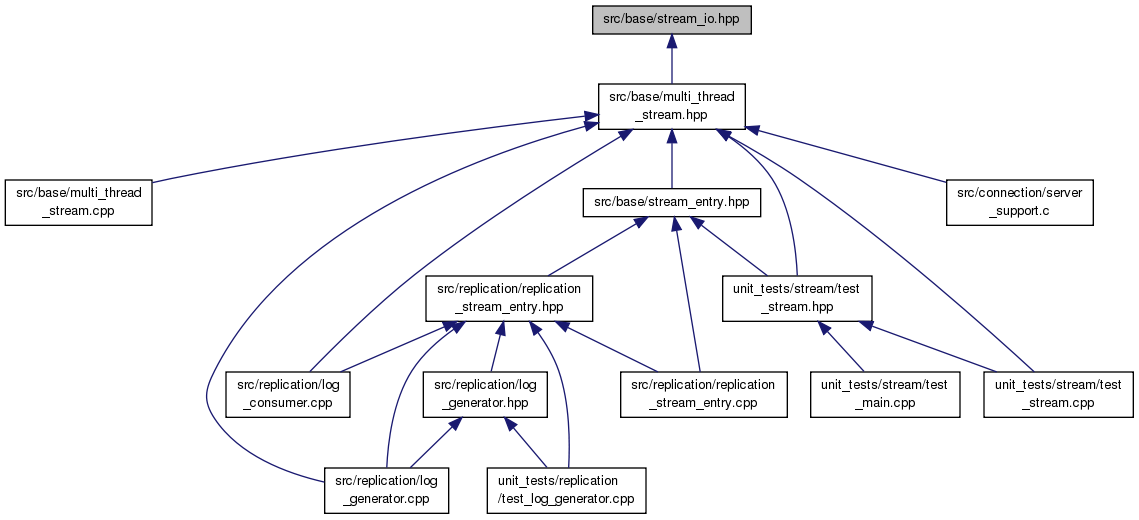 src/base/stream_io.hpp
src/base/multi_thread
_stream.hpp
src/base/multi_thread
_stream.cpp
src/base/stream_entry.hpp
src/connection/server
_support.c
src/replication/replication
_stream_entry.hpp
unit_tests/stream/test
_stream.hpp
src/replication/log
_consumer.cpp
src/replication/log
_generator.hpp
src/replication/replication
_stream_entry.cpp
unit_tests/stream/test
_main.cpp
unit_tests/stream/test
_stream.cpp
src/replication/log
_generator.cpp
unit_tests/replication
/test_log_generator.cpp